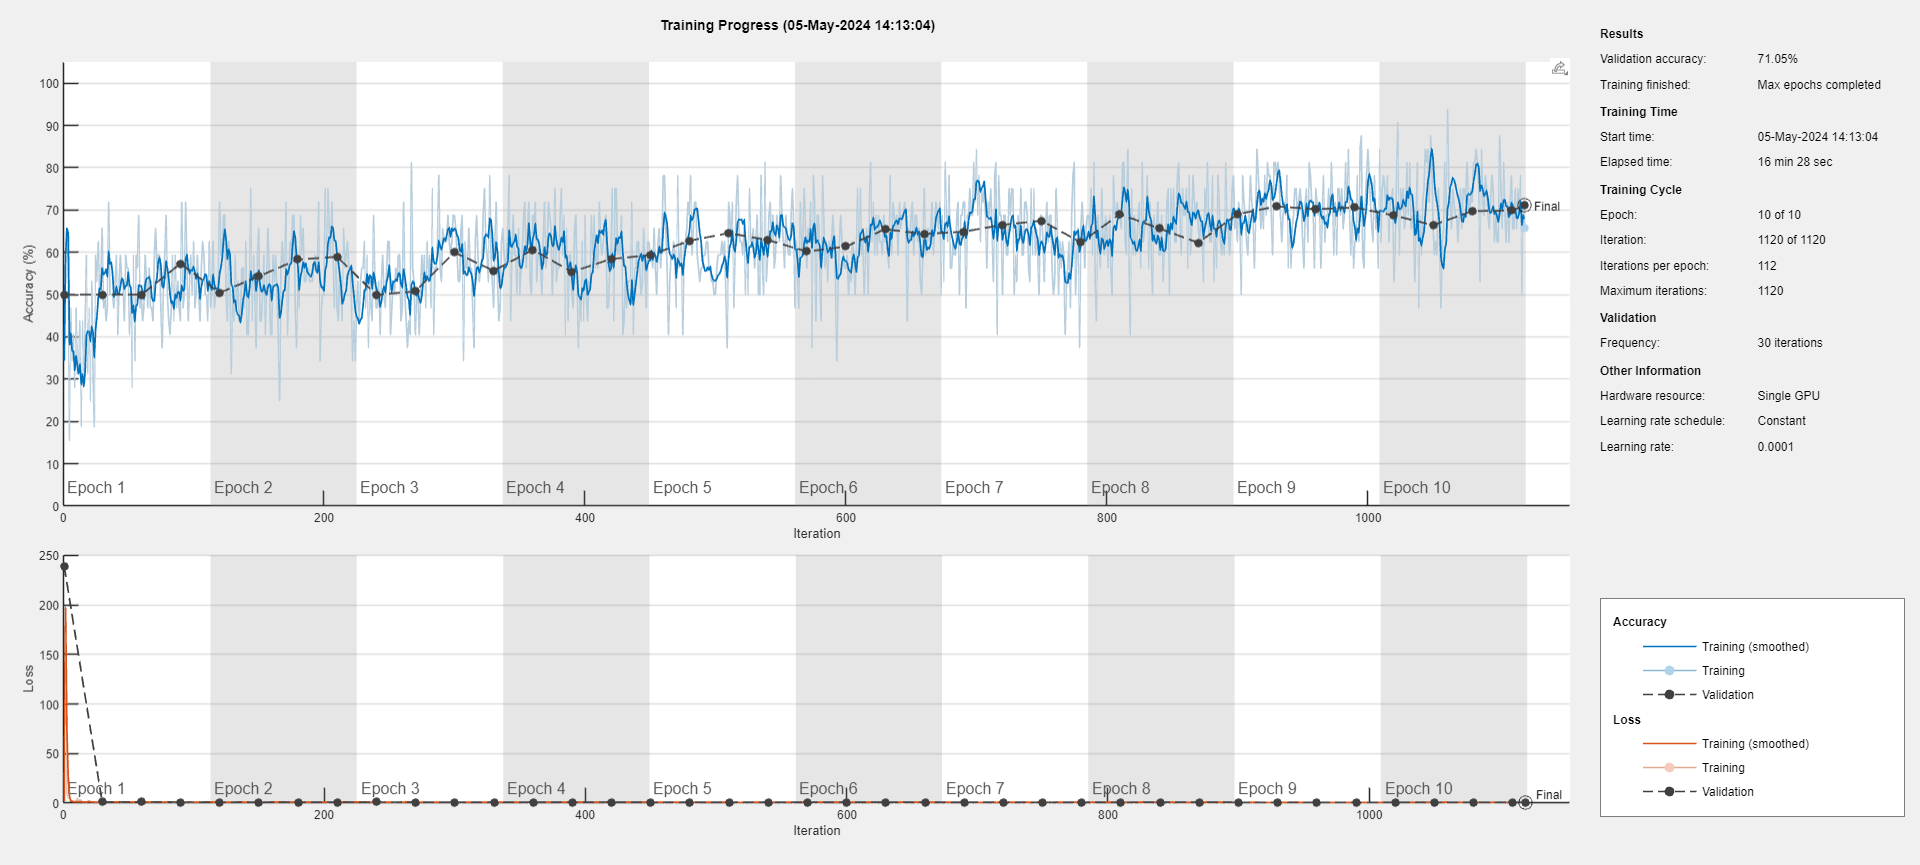 Training Progress (05-May-2024 14:13:04)
Accuracy (%)
100
90
80
70
60
50
40
30
20
10
0
Final
Epoch 1 Epoch 2 Epoch 3 Epoch 4 Epoch 5 Epoch 6 Epoch 7 Epoch 8 Epoch 9 Epoch 10
0 200 400 600 800 1000
Iteration
Loss
250
200
150
100
50
0
Epoch 1 Epoch 2 Epoch 3 Epoch 4 Epoch 5 Epoch 6 Epoch 7 Epoch 8 Epoch 9 Epoch 10
Final
0 200 400 600 800 1000
Iteration
Results
Validation accuracy: 71.05%
Training finished: Max epochs completed
Training Time
Start time: 05-May-2024 14:13:04
Elapsed time: 16 min 28 sec
Training Cycle
Epoch: 10 of 10
Iteration: 1120 of 1120
Iterations per epoch: 112
Maximum iterations: 1120
Validation
Frequency: 30 iterations
Other Information
Hardware resource: Single GPU
Learning rate schedule: Constant
Learning rate: 0.0001
Accuracy
Training (smoothed)
Training
Validation
Loss
Training (smoothed)
Training
Validation